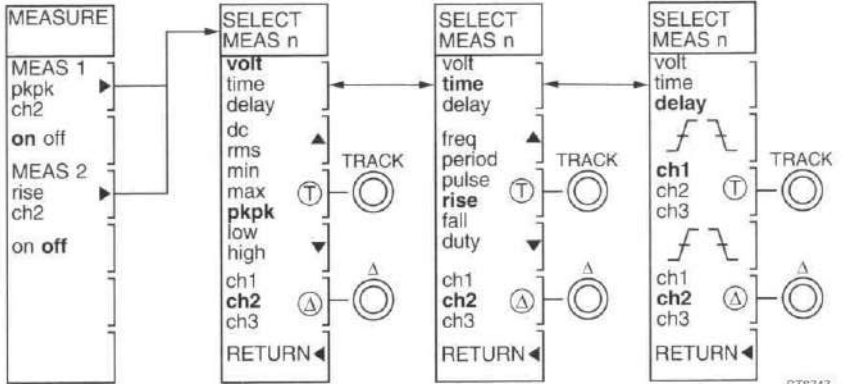 MEASURE
MEAS 1
pkpk
ch2
on off
MEAS 2
rise
ch2
on off
SELECT
MEAS n
volt
time
delay
dc
rms
min
max
pkpk
low
high
T
TRACK
ch1
ch2
ch3
Δ
Δ
RETURN
SELECT
MEAS n
volt
time
delay
freq
period
pulse
rise
fall
duty
T
TRACK
ch1
ch2
ch3
Δ
Δ
RETURN
SELECT
MEAS n
volt
time
delay
ch1
ch2
ch3
T
TRACK
ch1
ch2
ch3
Δ
Δ
RETURN